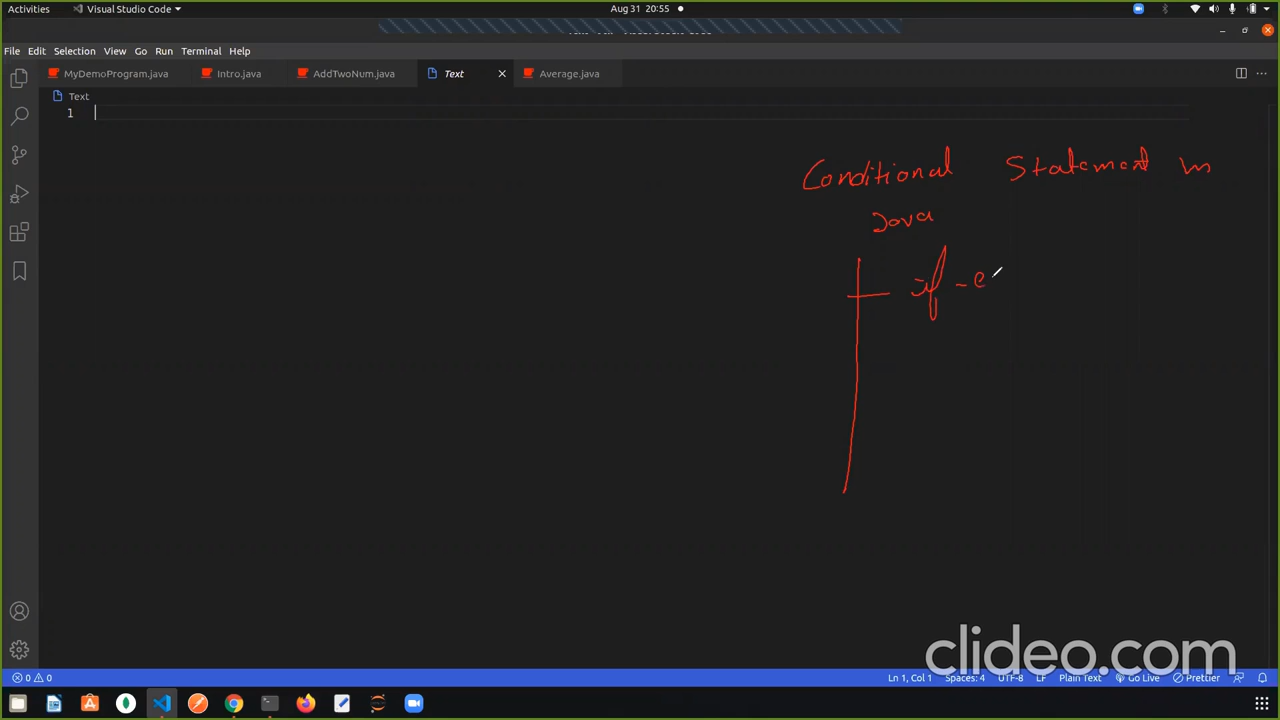 Activities Visual Studio Code Aug 31 20:55
File Edit Selection View Go Run Terminal Help
MyDemoProgram.java Intro.java AddTwoNum.java Text Average.java
Text
1
Conditional Statement in
Java
if - e
0 0 Ln 1, Col 1 Spaces: 4 UTF-8 LF Plain Text Go Live Prettier
clideo.com